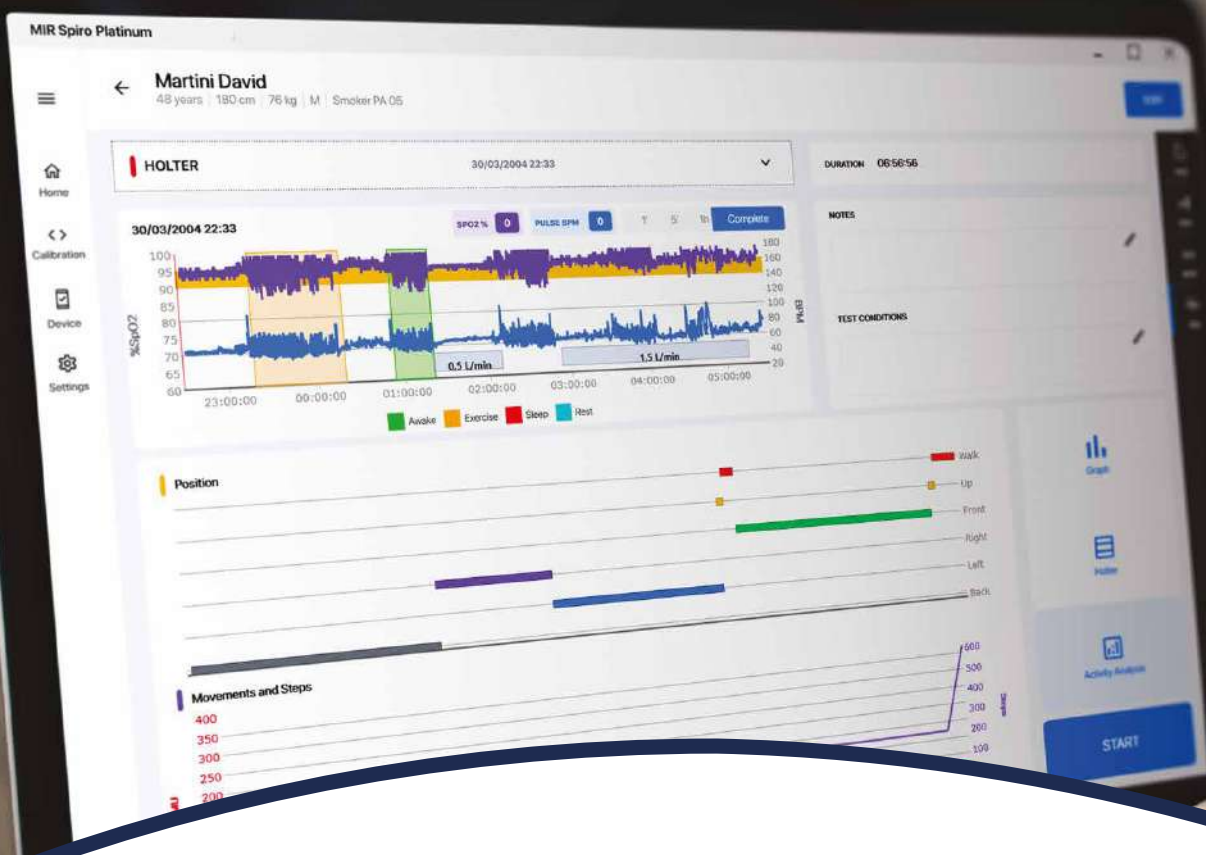 MIR Spiro Platinum
Martini David
48 years 180 cm 76 kg M Smoker PA 05
Home
Calibration
Device
Settings
HOLTER 30/03/2004 22:33
DURATION 06:56:56
30/03/2004 22:33 SPO2 % 0 PULSE BPM 0 1' 5' 1h Complete
NOTES
TEST CONDITIONS
%SpO2
100
95
90
85
80
75
70
65
60
180
160
140
120
100
80
60
40
20
BPM
0.5 L/min 1.5 L/min
23:00:00 00:00:00 01:00:00 02:00:00 03:00:00 04:00:00 05:00:00
Awake Exercise Sleep Rest
Position
Walk
Up
Front
Right
Left
Back
Movements and Steps
400
350
300
250
200
600
500
400
300
200
100
Steps
Graph
Holter
Activity Analysis
START